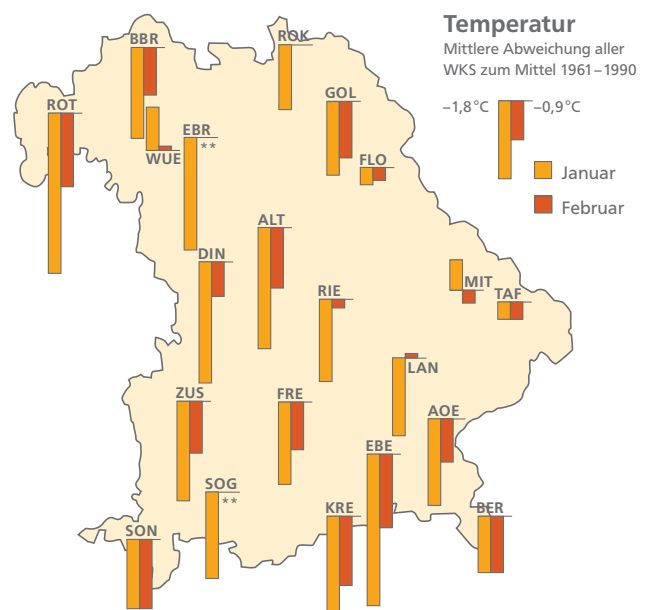 Temperatur
Mittlere Abweichung aller
WKS zum Mittel 1961–1990
–1,8 °C –0,9 °C
Januar
Februar
BBR
ROK
ROT
GOL
EBR
**
WUE
FLO
ALT
DIN
MIT
TAF
RIE
LAN
ZUS
FRE
AOE
EBE
SOG
**
KRE
BER
SON